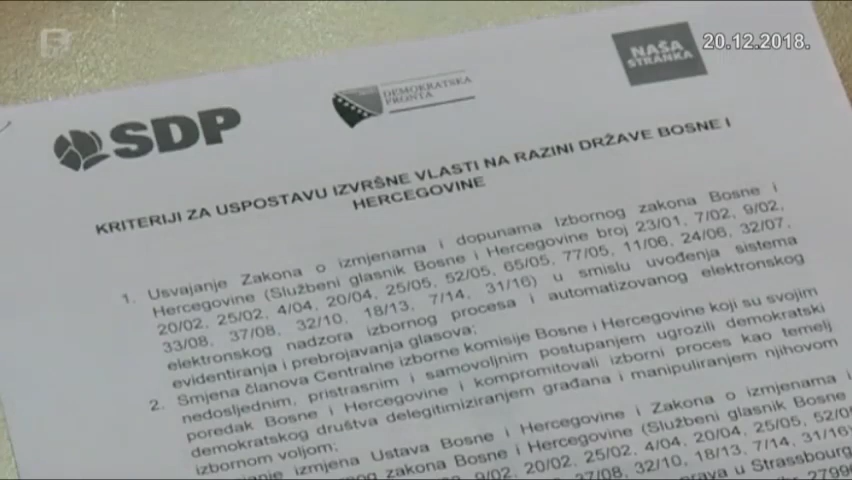 20.12.2018.
SDP
DEMOKRATSKA
FRONTA
NAŠA
STRANKA
KRITERIJI ZA USPOSTAVU IZVRŠNE VLASTI NA RAZINI DRŽAVE BOSNE I
HERCEGOVINE
1. Usvajanje Zakona o izmjenama i dopunama Izbornog zakona Bosne i
Hercegovine (Službeni glasnik Bosne i Hercegovine broj 23/01, 7/02, 9/02,
20/02, 25/02, 4/04, 20/04, 25/05, 52/05, 65/05, 77/05, 11/06, 24/06, 32/07,
33/08, 37/08, 32/10, 18/13, 7/14, 31/16) u smislu uvođenja sistema
elektronskog nadzora izbornog procesa i automatizovanog elektronskog
evidentiranja i prebrojavanja glasova;
2. Smjena članova Centralne izborne komisije Bosne i Hercegovine koji su svojim
nedosljednim, pristrasnim i samovoljnim postupanjem ugrozili demokratski
poredak Bosne i Hercegovine i kompromitovali izborni proces kao temelj
demokratskog društva delegitimiziranjem građana i manipuliranjem njihovom
izbornom voljom;
izmjena Ustava Bosne i Hercegovine i Zakona o izmjenama i
zakona Bosne i Hercegovine (Službeni glasnik Bosne
9/02, 20/02, 25/02, 4/04, 20/04, 25/05, 52/05
37/08, 32/10, 18/13, 7/14, 31/16)
prava u Strassbourg